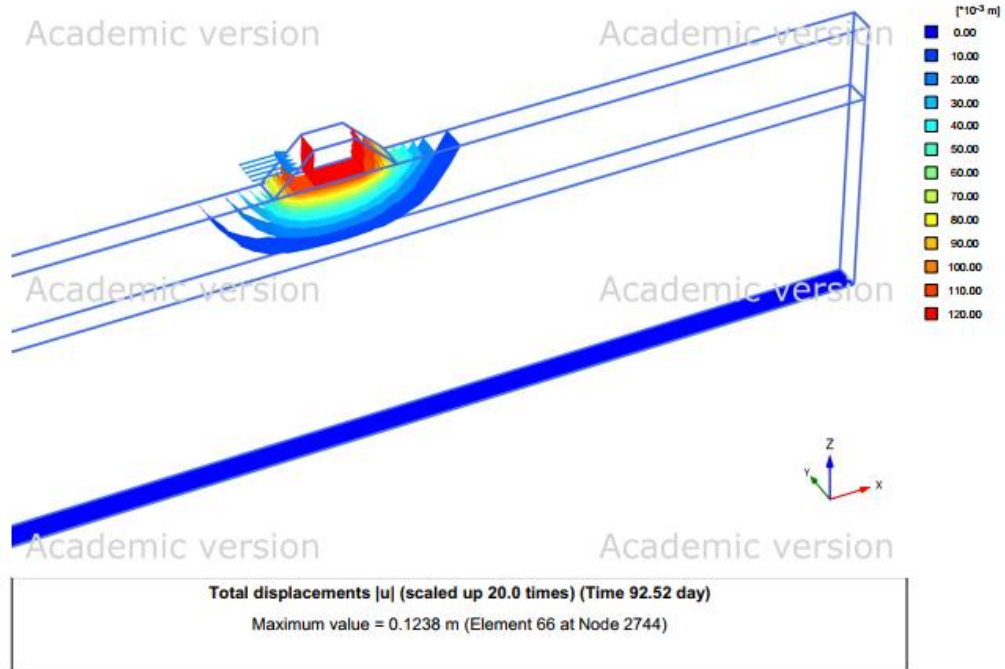 [*10-3 m]
Academic version
Academic version
0.00
10.00
20.00
30.00
40.00
50.00
60.00
70.00
80.00
90.00
100.00
110.00
120.00
Academic version
Academic version
Z
Y
X
Academic version
Academic version
Total displacements |u| (scaled up 20.0 times) (Time 92.52 day)
Maximum value = 0.1238 m (Element 66 at Node 2744)